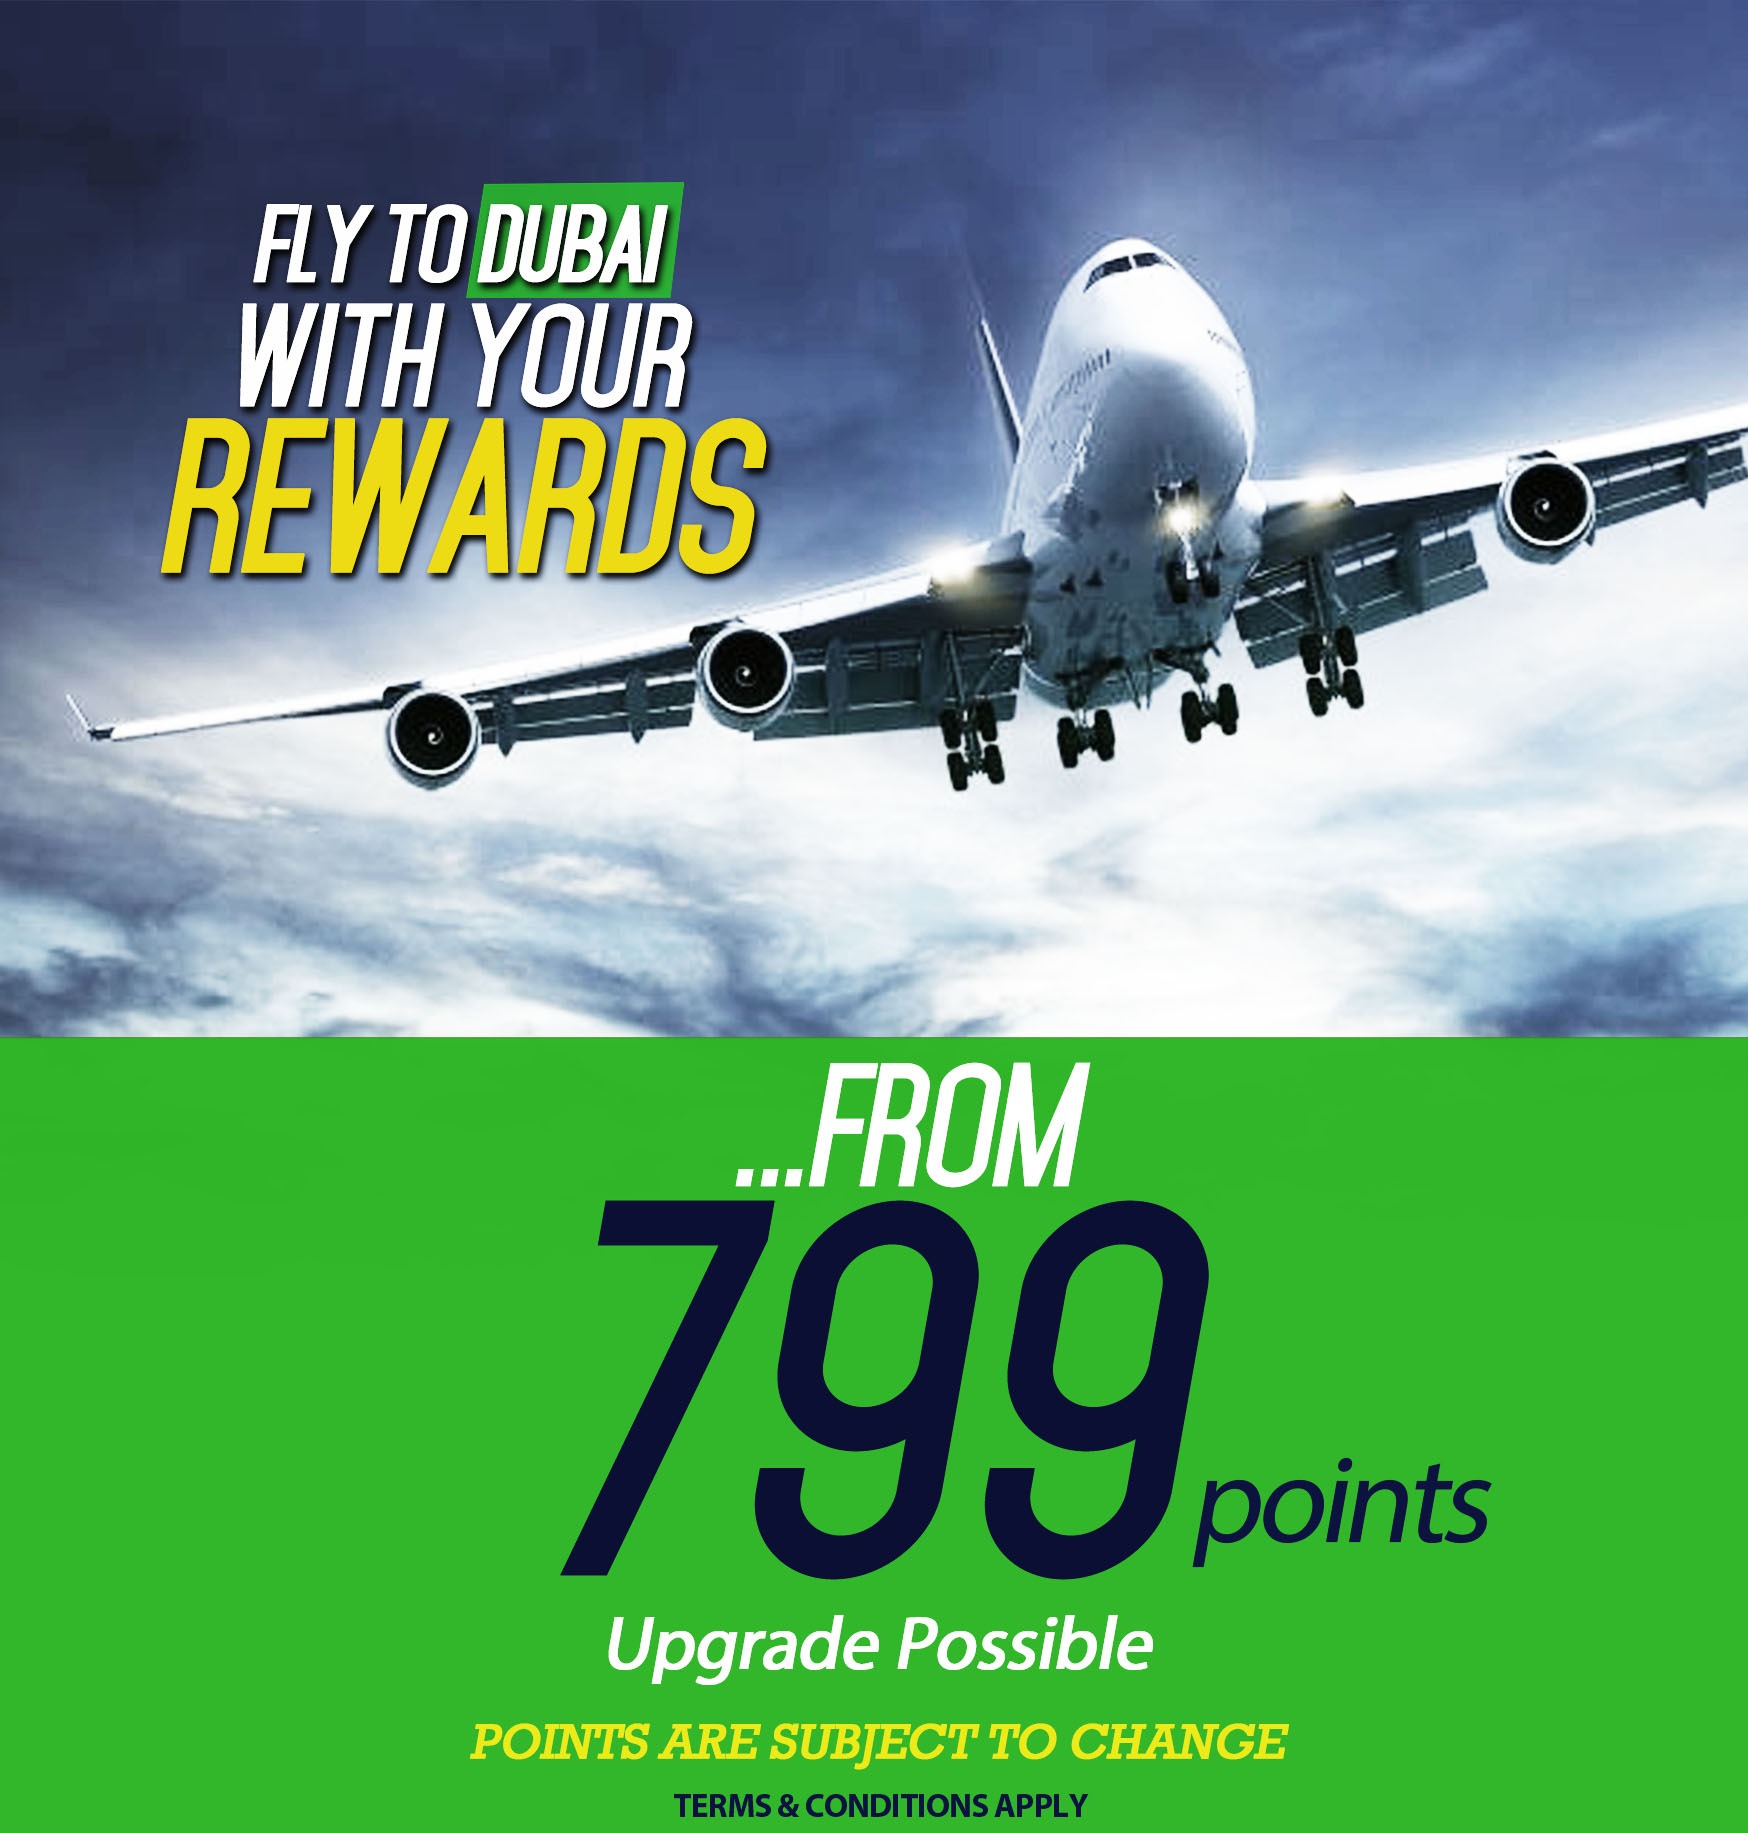 FLY TO DUBAI
WITH YOUR
REWARDS
...FROM
799 points
Upgrade Possible
POINTS ARE SUBJECT TO CHANGE
TERMS & CONDITIONS APPLY